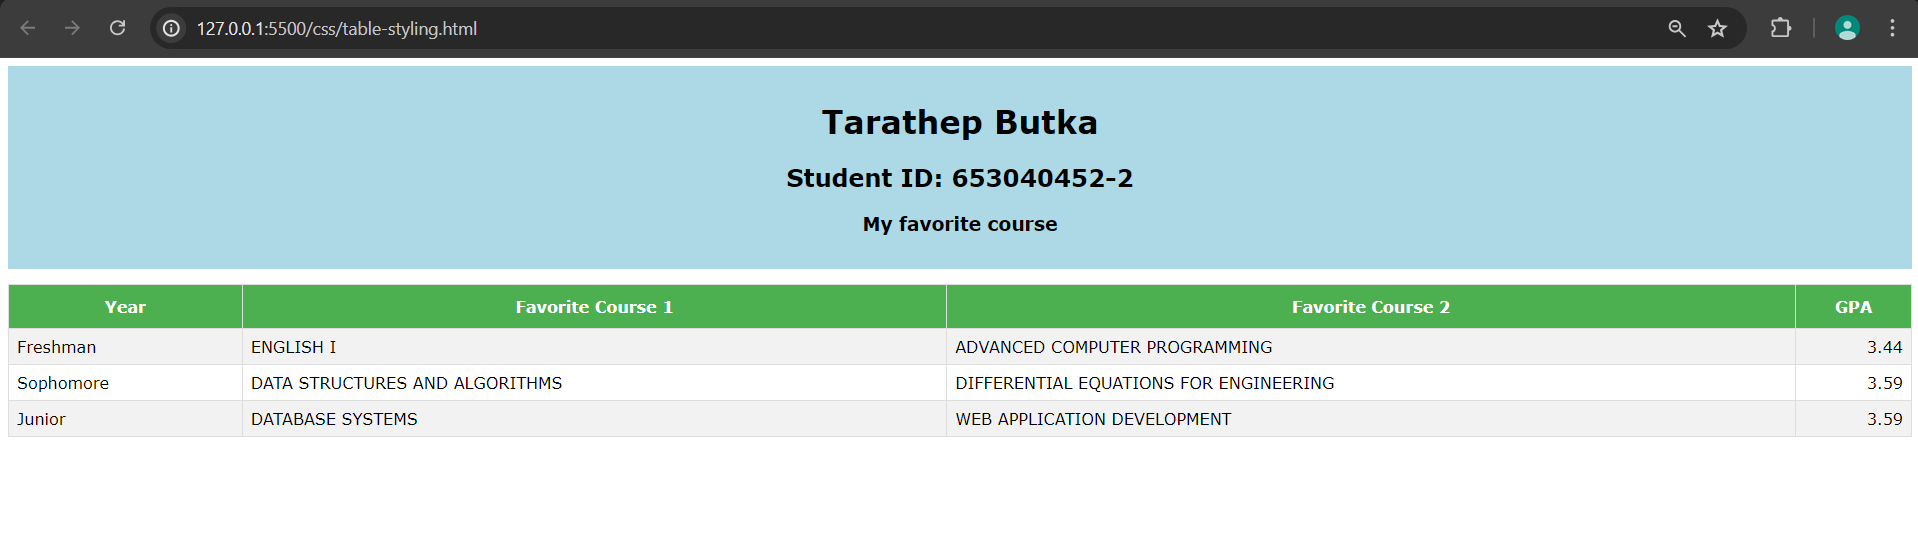 127.0.0.1:5500/css/table-styling.html
Tarathep Butka
Student ID: 653040452-2
My favorite course
Year Favorite Course 1 Favorite Course 2 GPA
Freshman ENGLISH I ADVANCED COMPUTER PROGRAMMING 3.44
Sophomore DATA STRUCTURES AND ALGORITHMS DIFFERENTIAL EQUATIONS FOR ENGINEERING 3.59
Junior DATABASE SYSTEMS WEB APPLICATION DEVELOPMENT 3.59